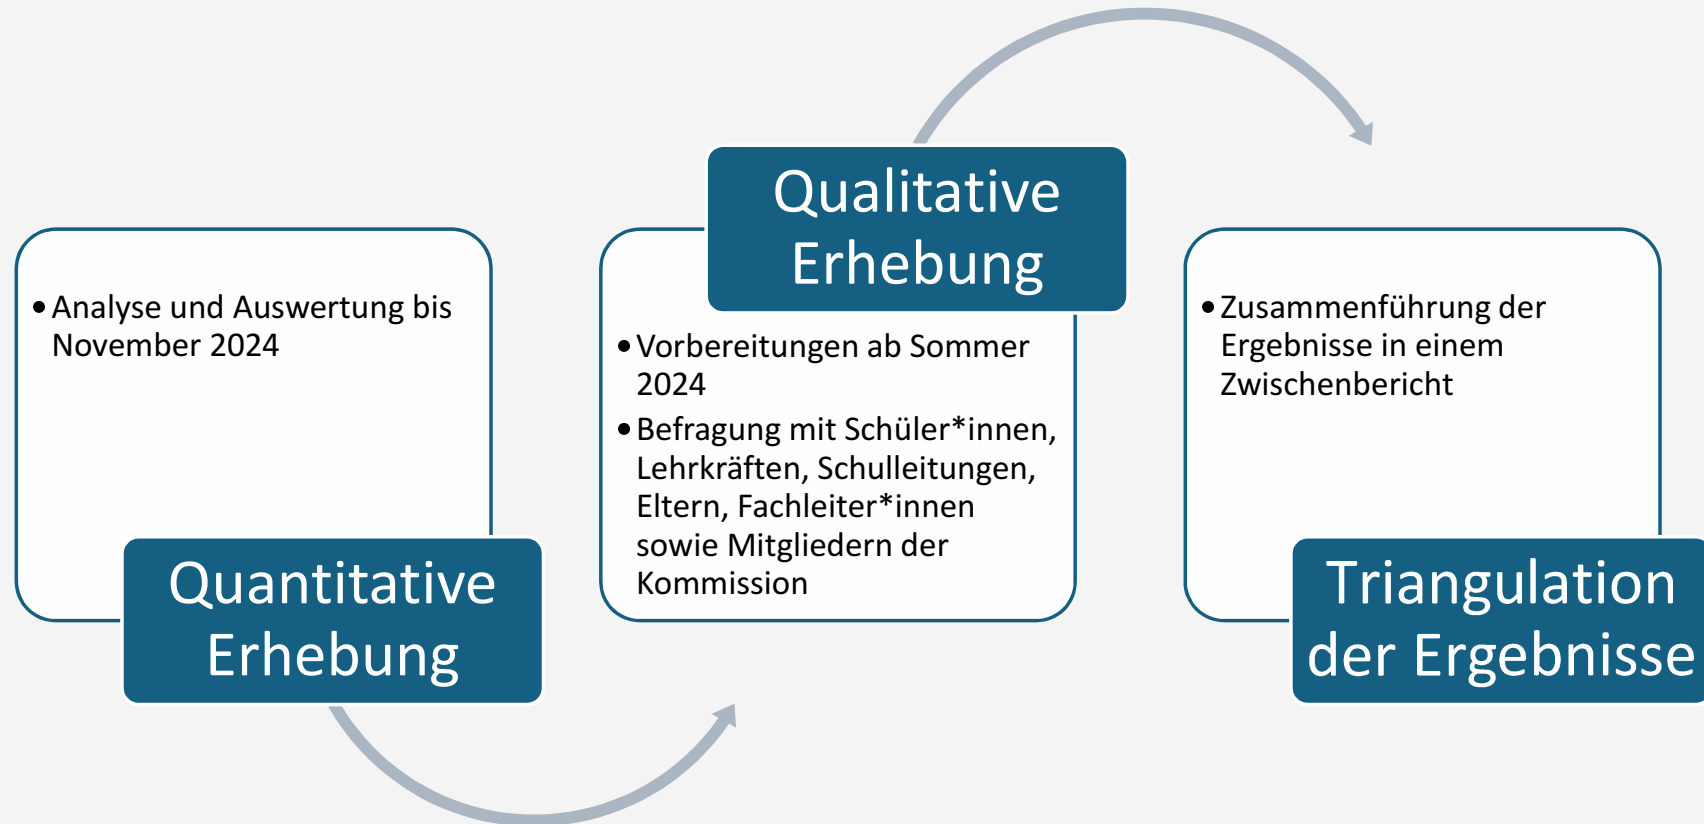 • Analyse und Auswertung bis
November 2024
Quantitative
Erhebung
Qualitative
Erhebung
• Vorbereitungen ab Sommer
2024
• Befragung mit Schüler*innen,
Lehrkräften, Schulleitungen,
Eltern, Fachleiter*innen
sowie Mitgliedern der
Kommission
• Zusammenführung der
Ergebnisse in einem
Zwischenbericht
Triangulation
der Ergebnisse